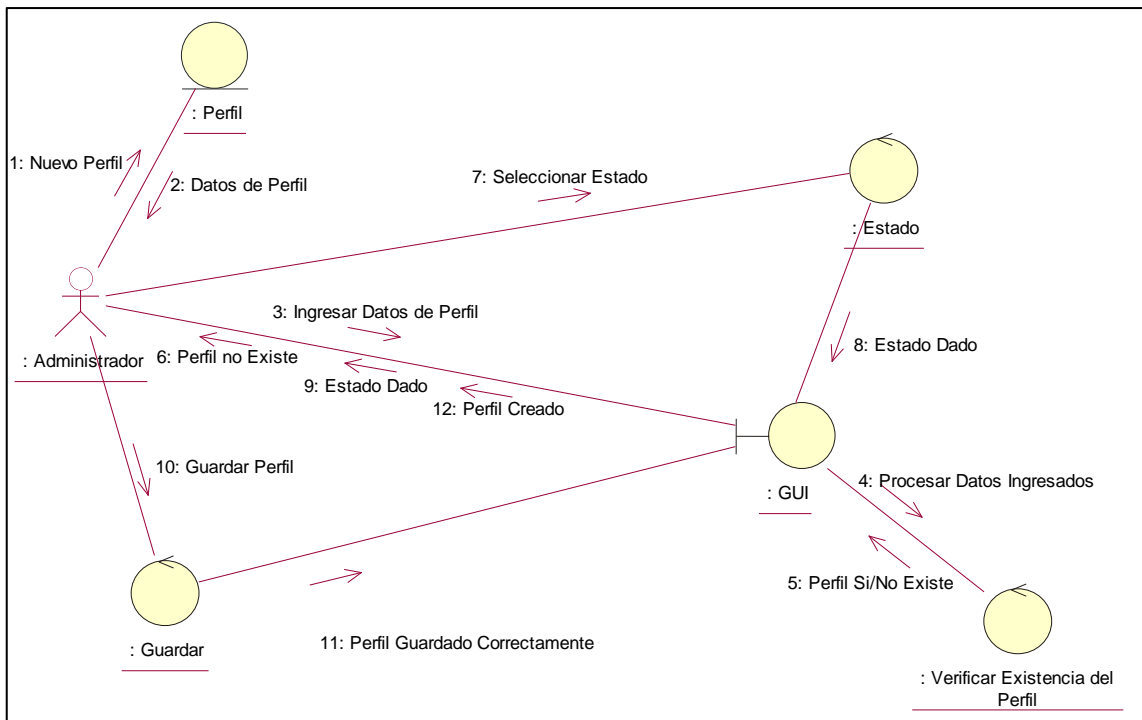 : Perfil
1: Nuevo Perfil
2: Datos de Perfil
7: Seleccionar Estado
: Estado
3: Ingresar Datos de Perfil
6: Perfil no Existe
: Administrador
9: Estado Dado
8: Estado Dado
12: Perfil Creado
10: Guardar Perfil
: GUI
4: Procesar Datos Ingresados
5: Perfil Si/No Existe
11: Perfil Guardado Correctamente
: Guardar
: Verificar Existencia del
Perfil